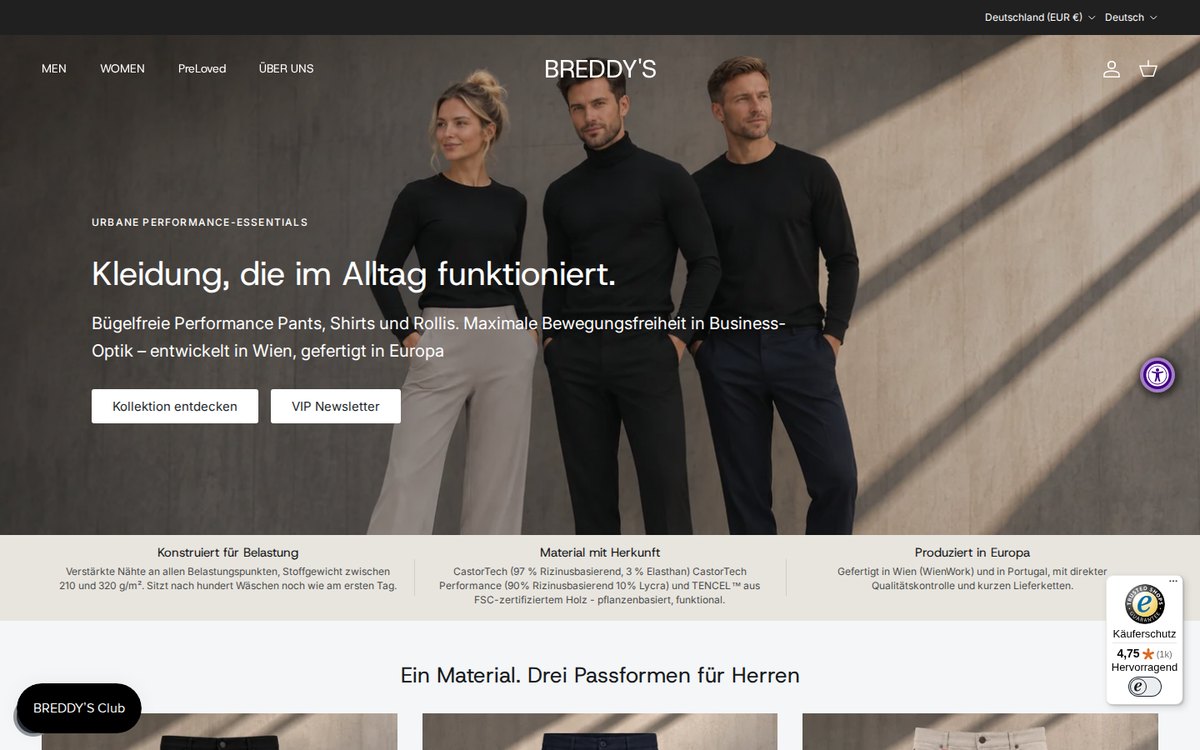 Deutschland (EUR €) Deutsch
MEN WOMEN PreLoved ÜBER UNS BREDDY'S
URBANE PERFORMANCE-ESSENTIALS
Kleidung, die im Alltag funktioniert.
Bügelfreie Performance Pants, Shirts und Rollis. Maximale Bewegungsfreiheit in Business-
Optik – entwickelt in Wien, gefertigt in Europa
Kollektion entdecken VIP Newsletter
Konstruiert für Belastung
Verstärkte Nähte an allen Belastungspunkten, Stoffgewicht zwischen
210 und 320 g/m². Sitzt nach hundert Wäschen noch wie am ersten Tag.
Material mit Herkunft
CastorTech (97 % Rizinusbasierend, 3 % Elasthan) CastorTech
Performance (90% Rizinusbasierend 10% Lycra) und TENCEL™ aus
FSC-zertifiziertem Holz - pflanzenbasiert, funktional.
Produziert in Europa
Gefertigt in Wien (WienWork) und in Portugal, mit direkter
Qualitätskontrolle und kurzen Lieferketten.
TRUSTED SHOPS
GUARANTEE
Käuferschutz
4,75 (1k)
Hervorragend
Ein Material. Drei Passformen für Herren
BREDDY'S Club